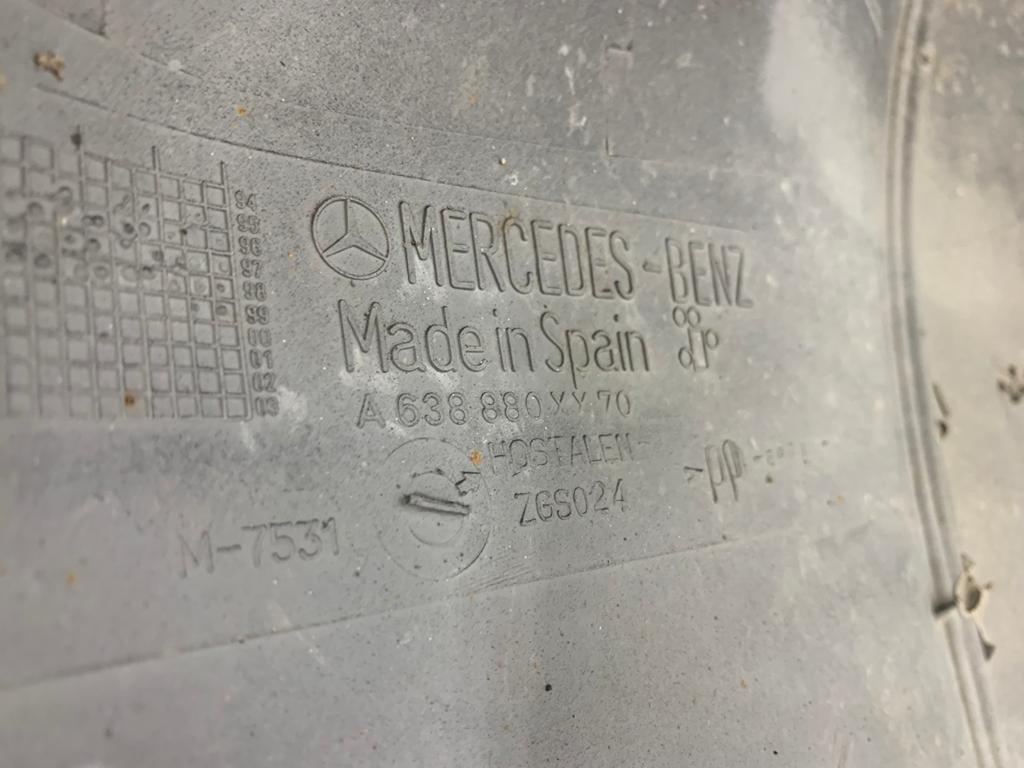 MERCEDES-BENZ
Made in Spain
A 638 880 XX 70
HOSTALEN
ZGS024
>PP
M-7531
94
95
96
97
98
99
00
01
02
03